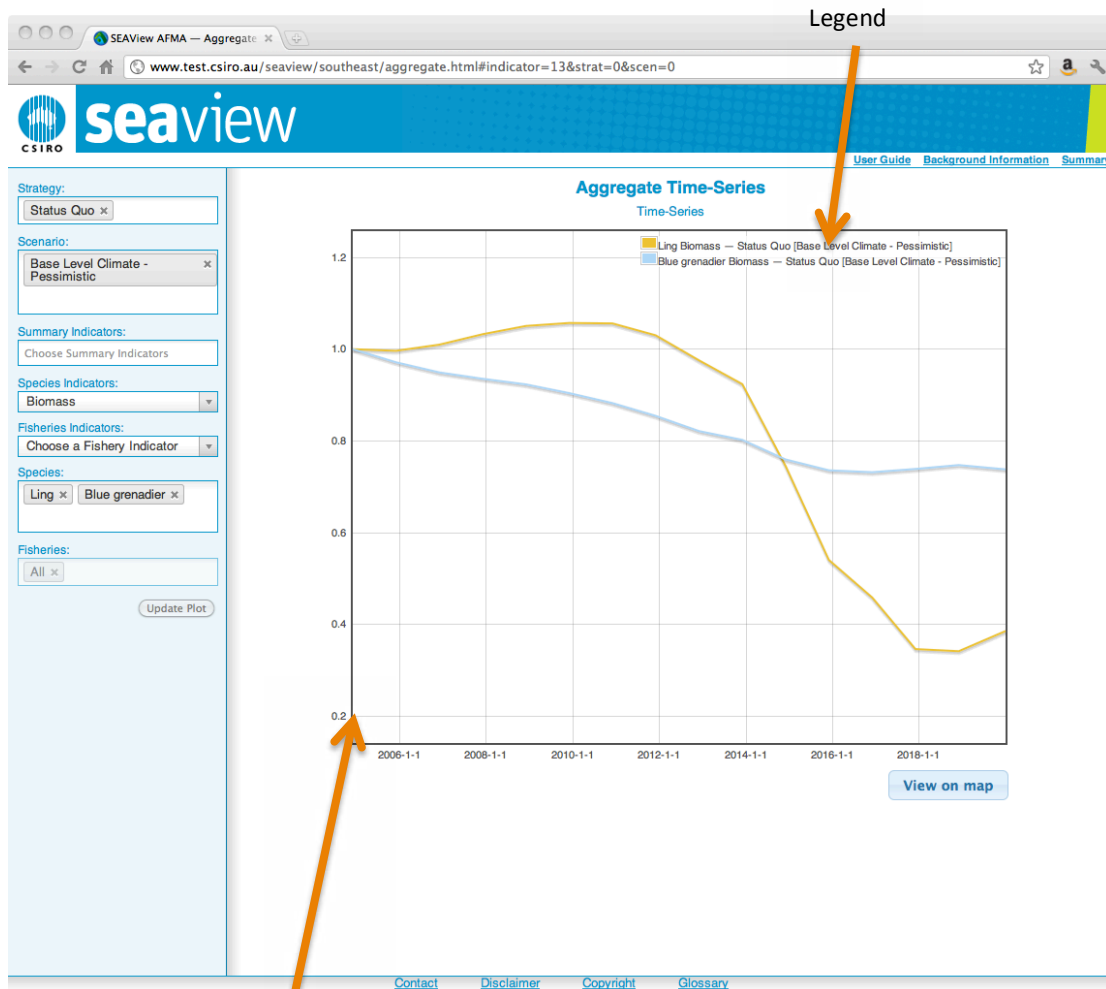 Legend
SEAView AFMA — Aggregate
www.test.csiro.au/seaview/southeast/aggregate.html#indicator=13&strat=0&scen=0
CSIRO
seaview
User Guide Background Information Summary
Strategy:
Status Quo ×
Scenario:
Base Level Climate - ×
Pessimistic
Summary Indicators:
Choose Summary Indicators
Species Indicators:
Biomass
Fisheries Indicators:
Choose a Fishery Indicator
Species:
Ling × Blue grenadier ×
Fisheries:
All ×
Update Plot
Aggregate Time-Series
Time-Series
Ling Biomass — Status Quo [Base Level Climate - Pessimistic]
Blue grenadier Biomass — Status Quo [Base Level Climate - Pessimistic]
1.2
1.0
0.8
0.6
0.4
0.2
2006-1-1 2008-1-1 2010-1-1 2012-1-1 2014-1-1 2016-1-1 2018-1-1
View on map
Contact Disclaimer Copyright Glossary